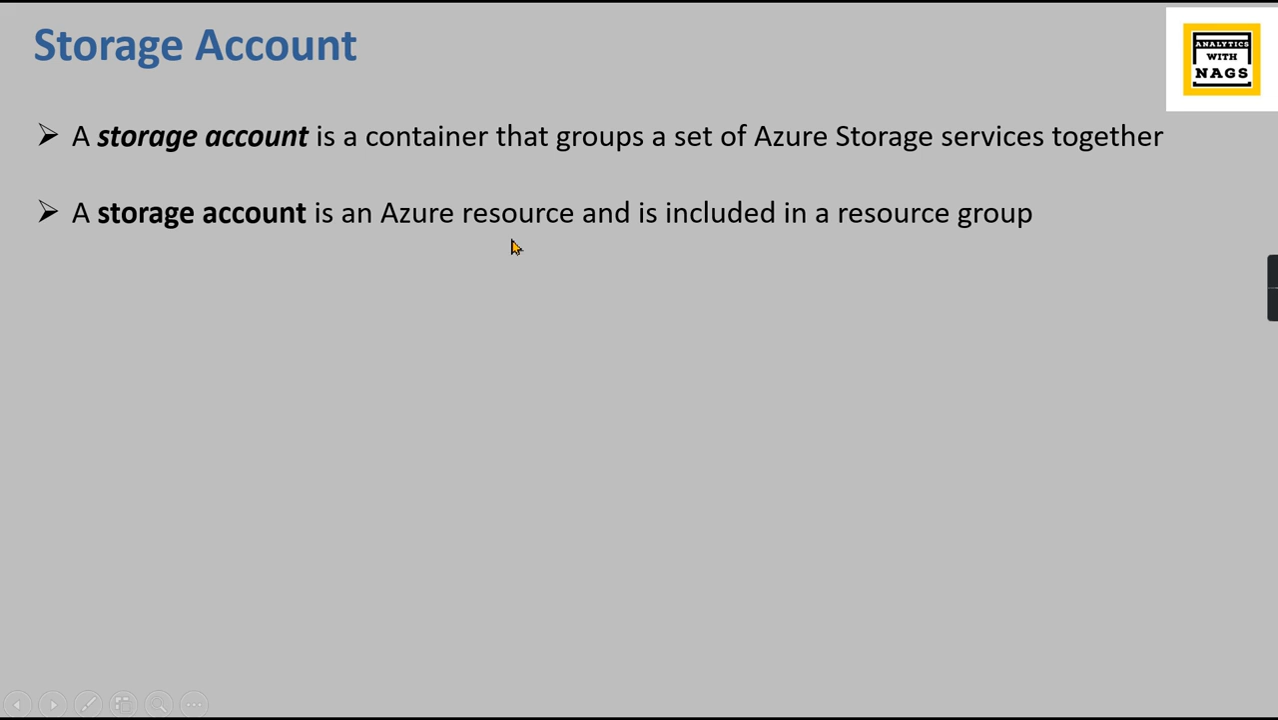 Storage Account
ANALYTICS
WITH
NAGS
➢ A storage account is a container that groups a set of Azure Storage services together
➢ A storage account is an Azure resource and is included in a resource group